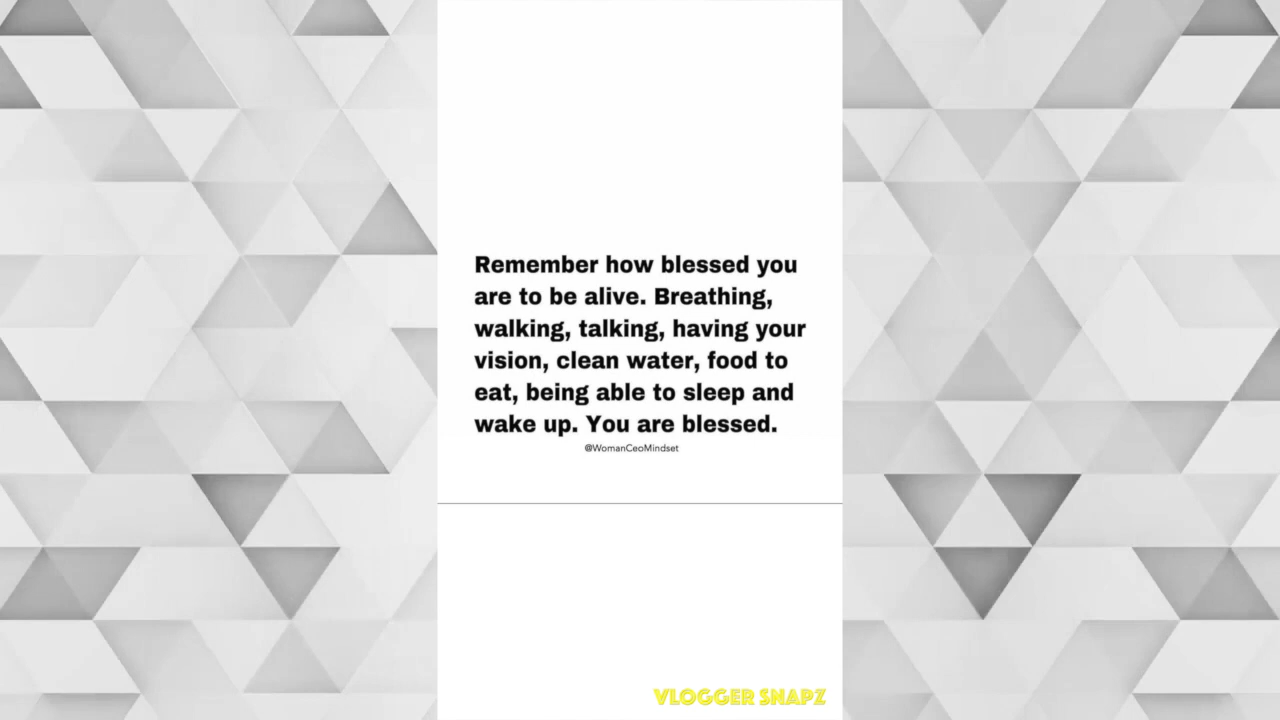 Remember how blessed you
are to be alive. Breathing,
walking, talking, having your
vision, clean water, food to
eat, being able to sleep and
wake up. You are blessed.
@WomanCeoMindset
VLOGGER SNAPZ